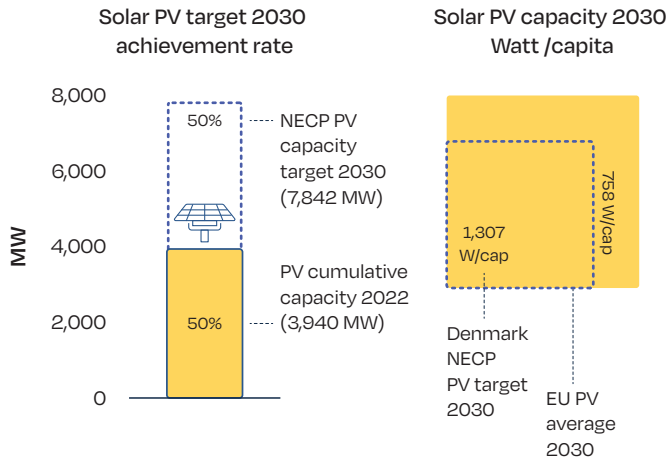 Solar PV target 2030
achievement rate
8,000
6,000
4,000
2,000
0
MW
50%
50%
NECP PV
capacity
target 2030
(7,842 MW)
PV cumulative
capacity 2022
(3,940 MW)
Solar PV capacity 2030
Watt /capita
758 W/cap
1,307
W/cap
Denmark
NECP
PV target
2030
EU PV
average
2030